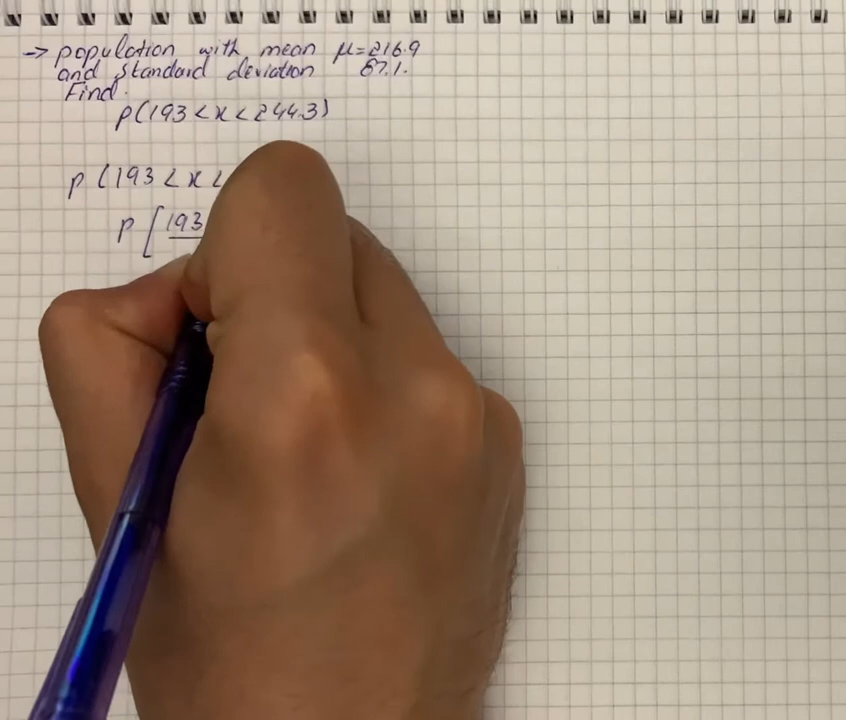 → population with mean μ=216.9
and standard deviation 87.1.
Find.
P(193<x<244.3)
P(193<x<
P[193